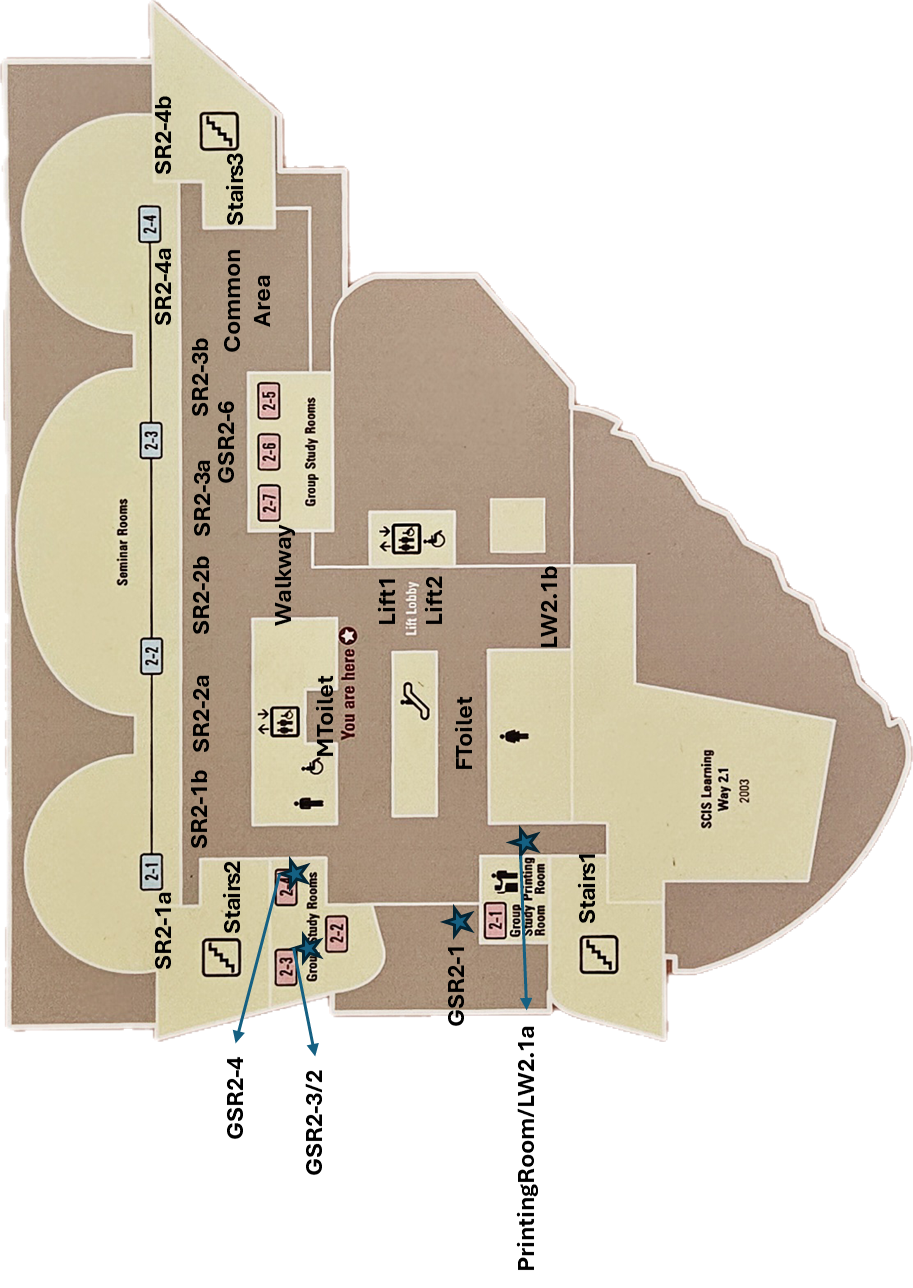 Seminar Rooms
2-1
2-2
2-3
2-4
SR2-1a
SR2-4a
SR2-4b
SR2-1b
SR2-2a
SR2-2b
SR2-3a
SR2-3b
GSR2-6
Stairs2
Common
Area
Stairs3
GSR2-4
2-3
2-4
2-7
2-6
2-5
Walkway
Group Study Rooms
Group Study Rooms
GSR2-3/2
2-2
MToilet
You are here
Lift1
Lift Lobby
Lift2
GSR2-1
FToilet
2-1
Group
Study
Room
Printing
Room
PrintingRoom/LW2.1a
LW2.1b
Stairs1
SCIS Learning
Way 2.1
2003